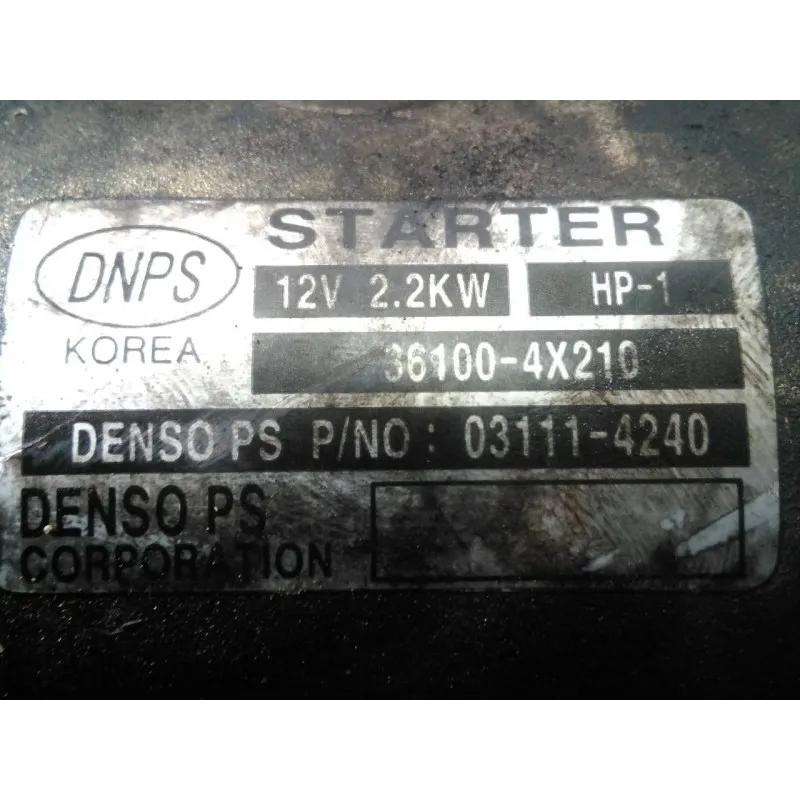 STARTER
DNPS
12V 2.2KW HP-1
KOREA
36100-4X210
DENSO PS P/NO : 03111-4240
DENSO PS
CORPORATION